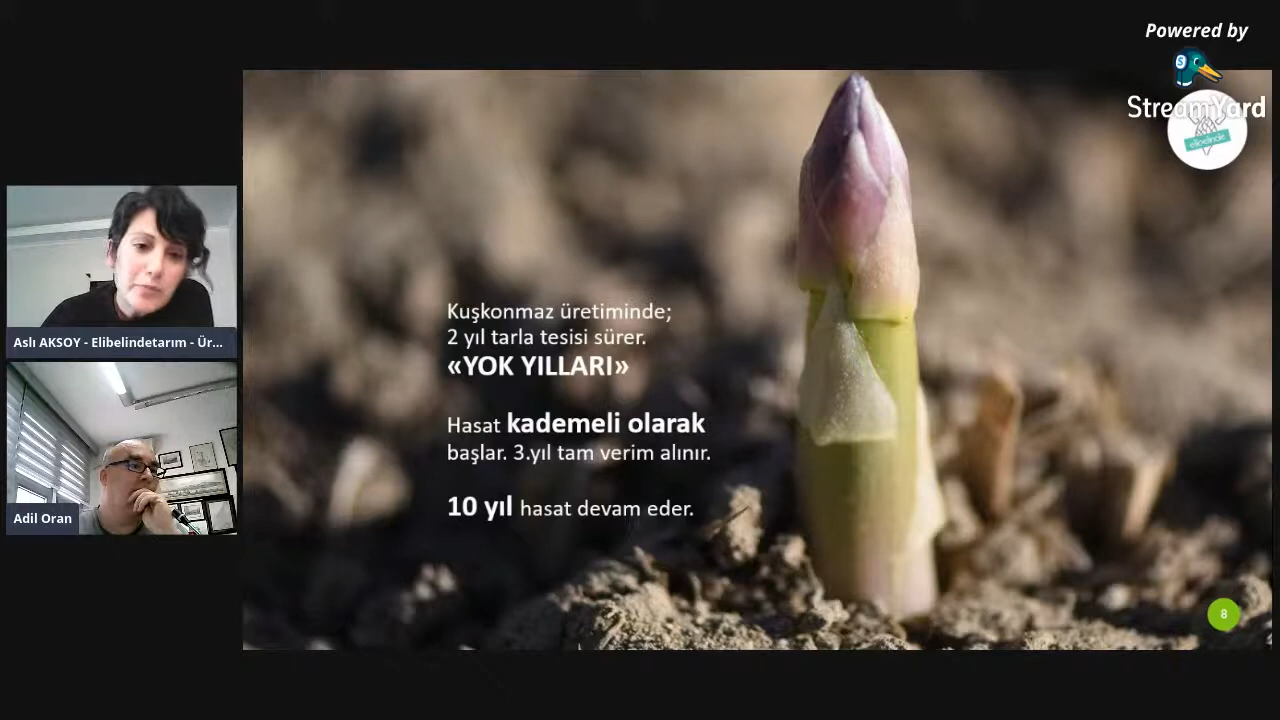 Powered by
StreamYard
elibelinde
Kuşkonmaz üretiminde;
2 yıl tarla tesisi sürer.
«YOK YILLARI»
Hasat kademeli olarak
başlar. 3.yıl tam verim alınır.
10 yıl hasat devam eder.
8
Aslı AKSOY - Elibelindetarım - Ür...
Adil Oran